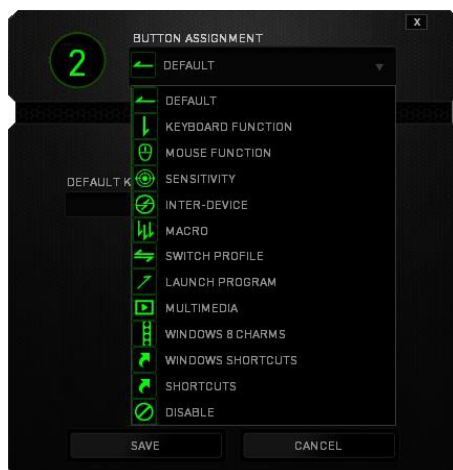 X
BUTTON ASSIGNMENT
2
DEFAULT
DEFAULT
KEYBOARD FUNCTION
MOUSE FUNCTION
SENSITIVITY
DEFAULT K
INTER-DEVICE
MACRO
SWITCH PROFILE
LAUNCH PROGRAM
MULTIMEDIA
WINDOWS 8 CHARMS
WINDOWS SHORTCUTS
SHORTCUTS
DISABLE
SAVE
CANCEL